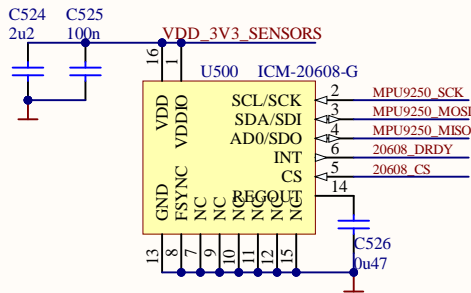 C524 C525 VDD_3V3_SENSORS
2u2 100n
16 1
U500 ICM-20608-G
VDD VDDIO
SCL/SCK 2 MPU9250_SCK
SDA/SDI 3 MPU9250_MOSI
AD0/SDO 4 MPU9250_MISO
INT 6 20608_DRDY
CS 5 20608_CS
REGOUT 14
GND FSYNC NC NC NC NC NC NC
13 8 7 9 10 11 12 15
C526
0u47